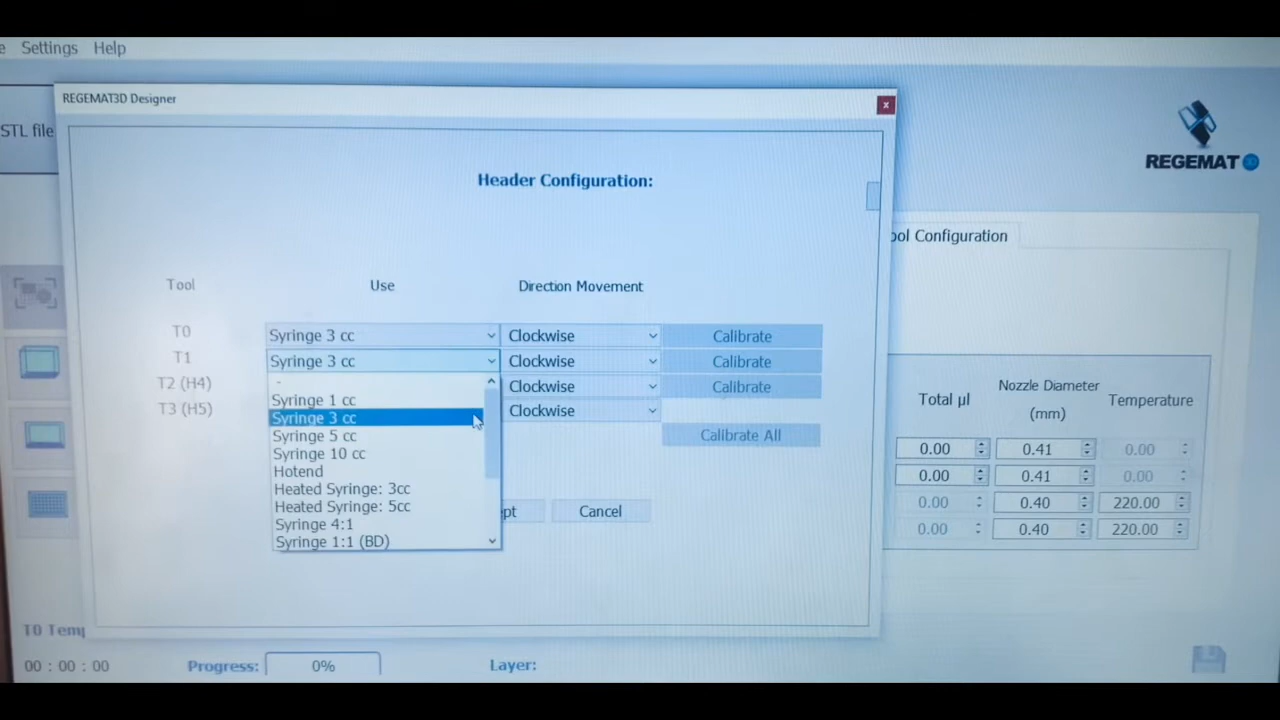 e Settings Help
REGEMAT3D Designer
x
STL file
REGEMAT
Header Configuration:
ool Configuration
Tool Use Direction Movement
T0 Syringe 3 cc Clockwise Calibrate
T1 Syringe 3 cc Clockwise Calibrate
T2 (H4) - Clockwise Calibrate
T3 (H5) Clockwise
Syringe 1 cc
Syringe 3 cc
Syringe 5 cc
Syringe 10 cc
Hotend
Heated Syringe: 3cc
Heated Syringe: 5cc
Syringe 4:1
Syringe 1:1 (BD)
Calibrate All
pt Cancel
Total µl Nozzle Diameter (mm) Temperature
0.00 0.41 0.00
0.00 0.41 0.00
0.00 0.40 220.00
0.00 0.40 220.00
T0 Temp
00 : 00 : 00 Progress: 0% Layer: